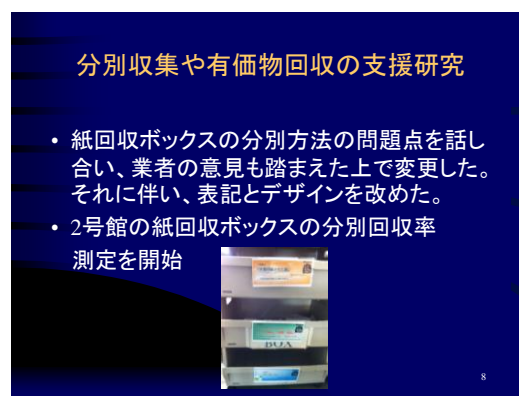 分別収集や有価物回収の支援研究
• 紙回収ボックスの分別方法の問題点を話し
合い、業者の意見も踏まえた上で変更した。
それに伴い、表記とデザインを改めた。
• 2号館の紙回収ボックスの分別回収率
測定を開始
8